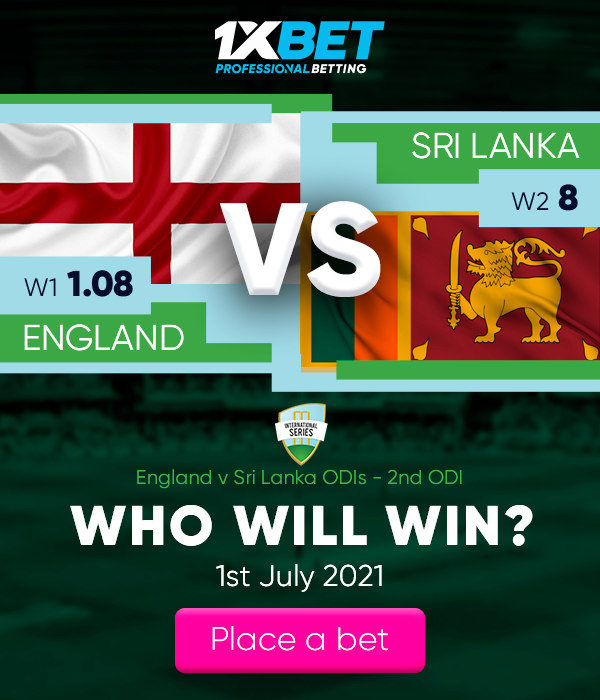 1XBET
PROFESSIONAL BETTING
SRI LANKA
W2 8
VS
W1 1.08
ENGLAND
INTERNATIONAL
SERIES
England v Sri Lanka ODIs - 2nd ODI
WHO WILL WIN?
1st July 2021
Place a bet